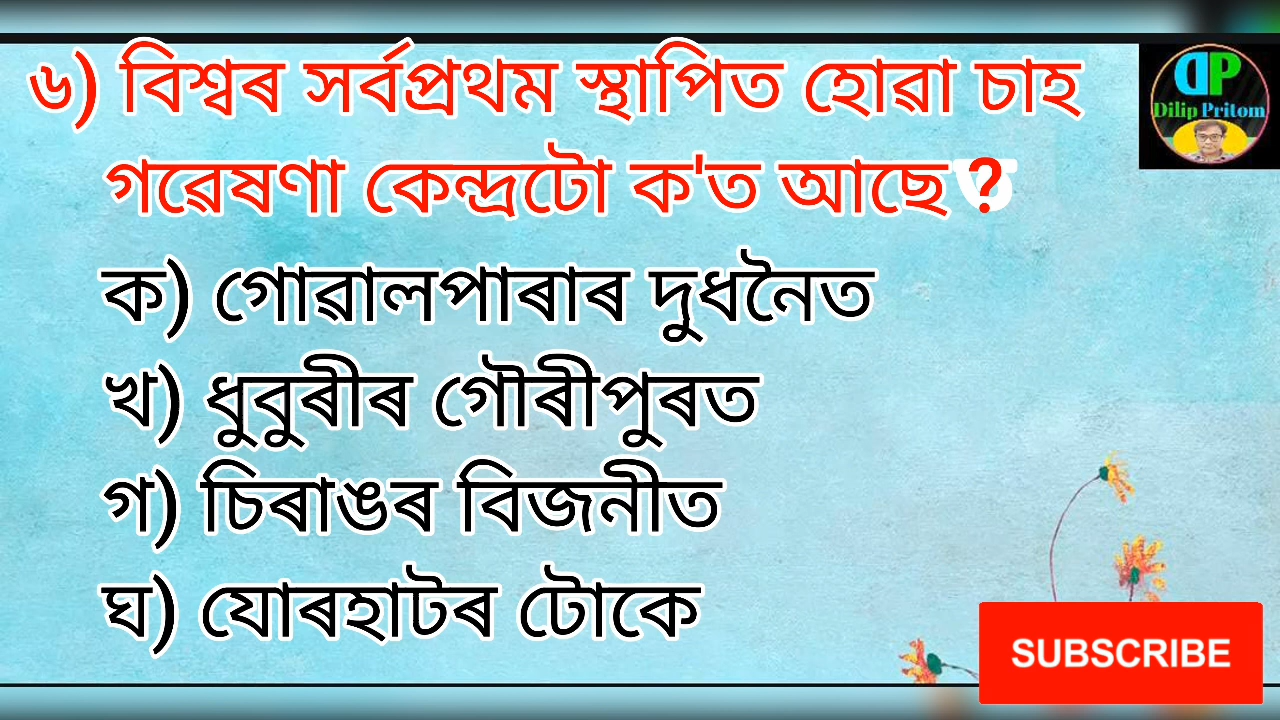 ৬) বিশ্বৰ সৰ্বপ্ৰথম স্থাপিত হোৱা চাহ
গৱেষণা কেন্দ্ৰটো ক'ত আছে ?
ক) গোৱালপাৰাৰ দুধনৈত
খ) ধুবুৰীৰ গৌৰীপুৰত
গ) চিৰাঙৰ বিজনীত
ঘ) যোৰহাটৰ টোকে
DP
Dilip Pritom
SUBSCRIBE